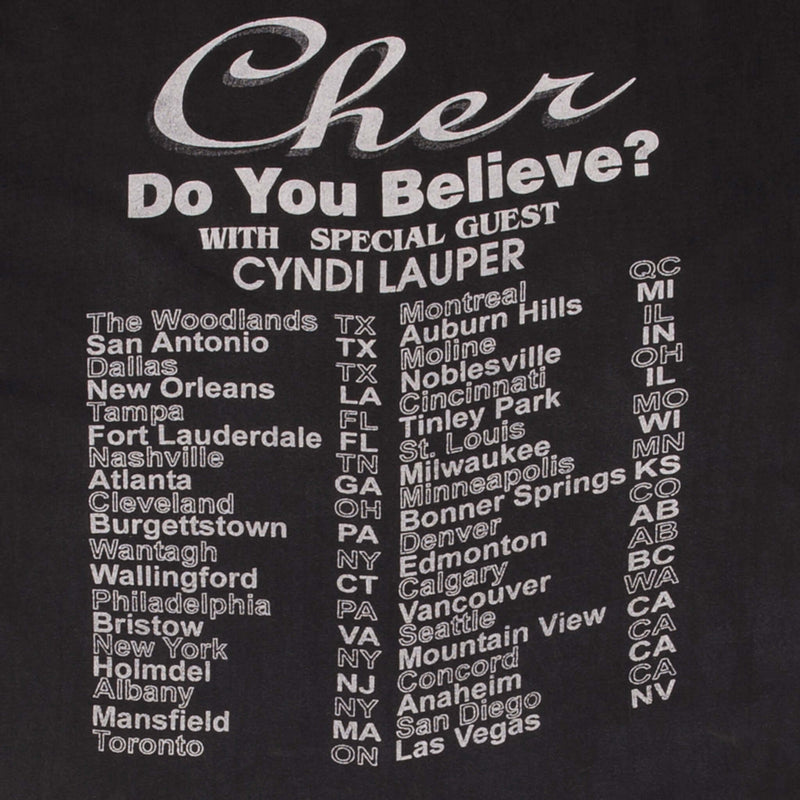 Cher
Do You Believe?
WITH SPECIAL GUEST
CYNDI LAUPER
The Woodlands TX
San Antonio TX
Dallas TX
New Orleans LA
Tampa FL
Fort Lauderdale FL
Nashville TN
Atlanta GA
Cleveland OH
Burgettstown PA
Wantagh NY
Wallingford CT
Philadelphia PA
Bristow VA
New York NY
Holmdel NJ
Albany NY
Mansfield MA
Toronto ON
Montreal QC
Auburn Hills MI
Moline IL
Noblesville IN
Cincinnati OH
Tinley Park IL
St. Louis MO
Milwaukee WI
Minneapolis MN
Bonner Springs KS
Denver CO
Edmonton AB
Calgary AB
Vancouver BC
Seattle WA
Mountain View CA
Concord CA
Anaheim CA
San Diego CA
Las Vegas NV